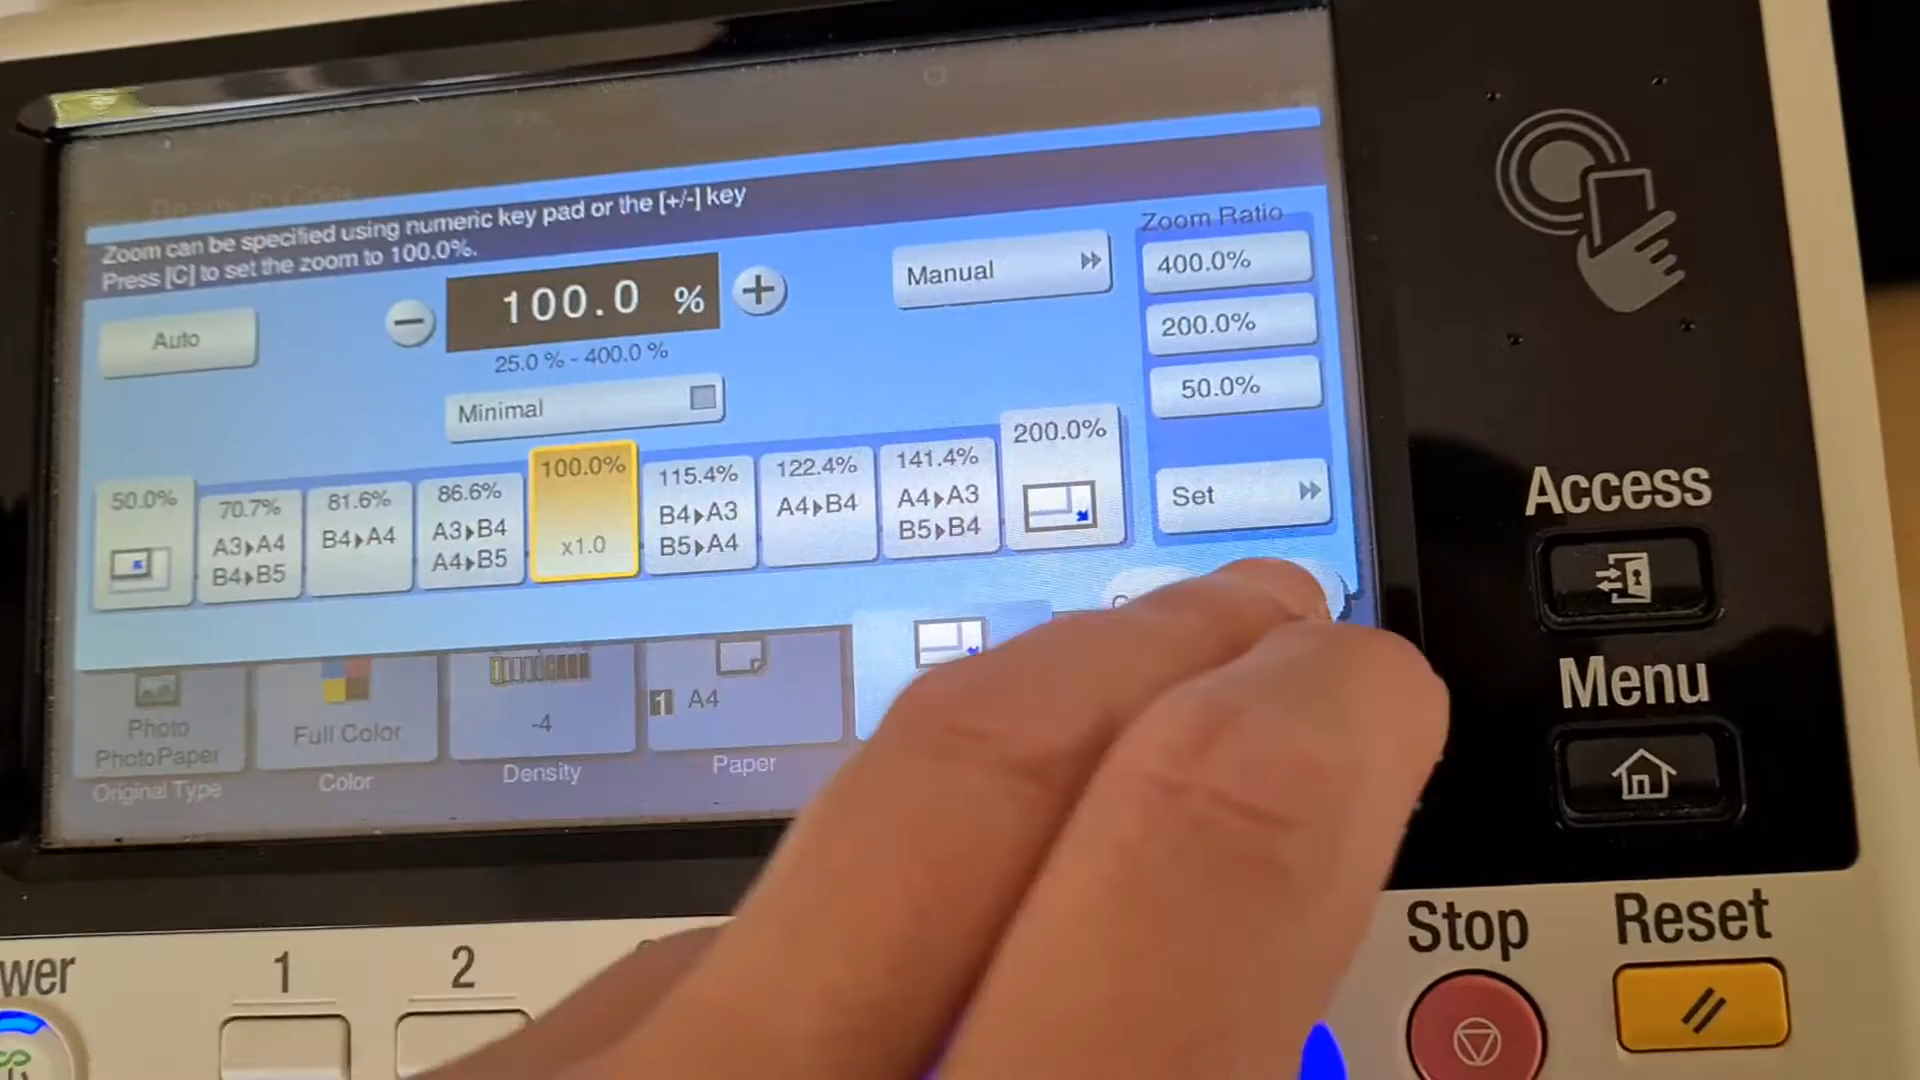 Zoom can be specified using numeric key pad or the [+/-] key
Press [C] to set the zoom to 100.0%.
Auto
−
100.0 %
+
25.0 % - 400.0 %
Minimal
Manual
Zoom Ratio
400.0%
200.0%
50.0%
Set
50.0%
70.7%
A3▸A4
B4▸B5
81.6%
B4▸A4
86.6%
A3▸B4
A4▸B5
100.0%
x1.0
115.4%
B4▸A3
B5▸A4
122.4%
A4▸B4
141.4%
A4▸A3
B5▸B4
200.0%
Photo
PhotoPaper
Original Type
Full Color
Color
-4
Density
1 A4
Paper
Access
Menu
Stop
Reset
wer
1
2